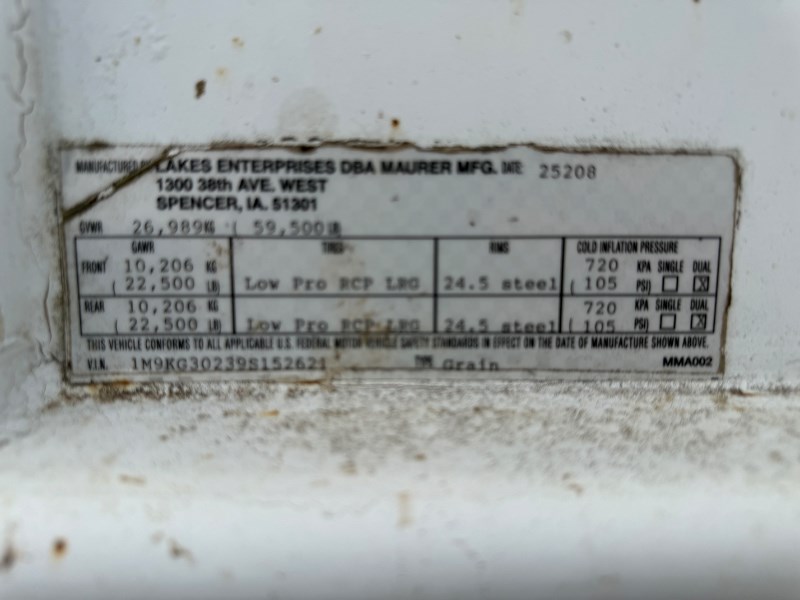 MANUFACTURED BY LAKES ENTERPRISES DBA MAURER MFG. DATE 25208
1300 38th AVE. WEST
SPENCER, IA. 51301
GVWR 26,989 KG ( 59,500 LB
GAWR TIRES RIMS COLD INFLATION PRESSURE
FRONT 10,206 KG 720 KPA SINGLE DUAL
( 22,500 LB) Low Pro RCP LRG 24.5 steel ( 105 PSI)
REAR 10,206 KG 720 KPA SINGLE DUAL
( 22,500 LB) Low Pro RCP LRG 24.5 steel ( 105 PSI)
THIS VEHICLE CONFORMS TO ALL APPLICABLE U.S. FEDERAL MOTOR VEHICLE SAFETY STANDARDS IN EFFECT ON THE DATE OF MANUFACTURE SHOWN ABOVE.
V.I.N. 1M9KG30239S152621 TYPE Grain MMA002